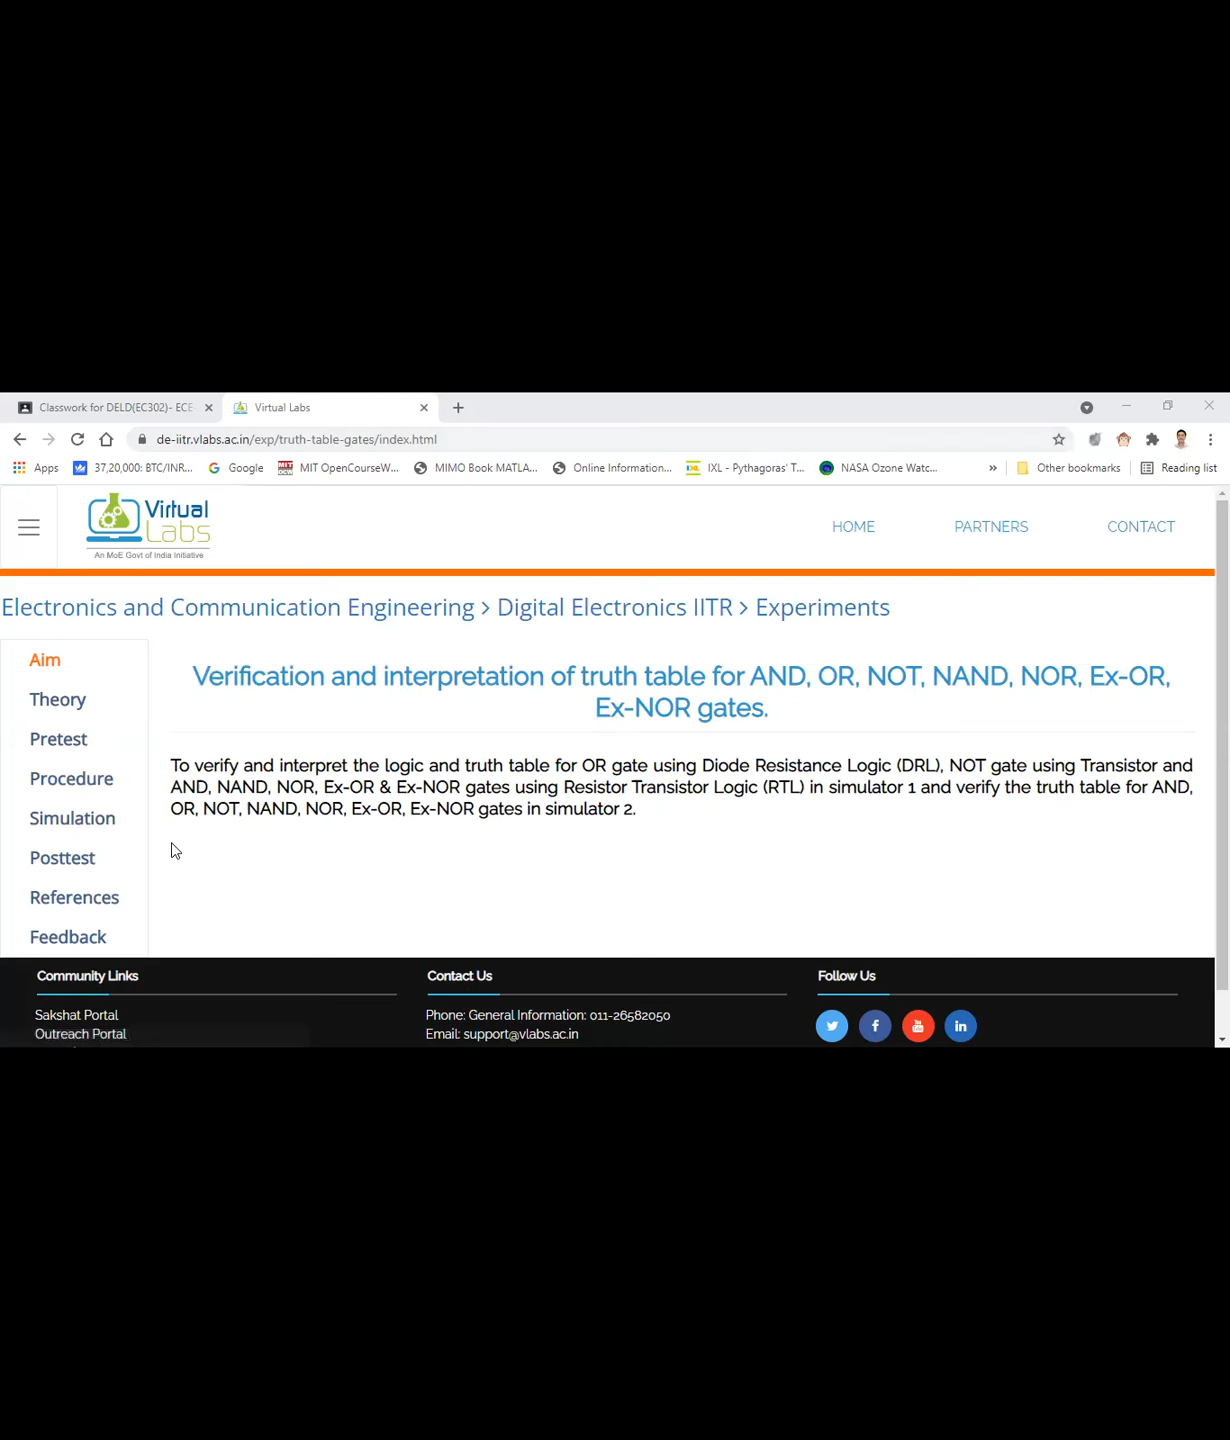 Classwork for DELD(EC302)- ECE
Virtual Labs
de-iitr.vlabs.ac.in/exp/truth-table-gates/index.html
Apps
37,20,000: BTC/INR...
Google
MIT OpenCourseW...
MIMO Book MATLA...
Online Information...
IXL - Pythagoras' T...
NASA Ozone Watc...
»
Other bookmarks
Reading list
Virtual
Labs
An MoE Govt of India Initiative
HOME
PARTNERS
CONTACT
Electronics and Communication Engineering > Digital Electronics IITR > Experiments
Aim
Theory
Pretest
Procedure
Simulation
Posttest
References
Feedback
Verification and interpretation of truth table for AND, OR, NOT, NAND, NOR, Ex-OR,
Ex-NOR gates.
To verify and interpret the logic and truth table for OR gate using Diode Resistance Logic (DRL), NOT gate using Transistor and
AND, NAND, NOR, Ex-OR & Ex-NOR gates using Resistor Transistor Logic (RTL) in simulator 1 and verify the truth table for AND,
OR, NOT, NAND, NOR, Ex-OR, Ex-NOR gates in simulator 2.
Community Links
Sakshat Portal
Outreach Portal
Contact Us
Phone: General Information: 011-26582050
Email: support@vlabs.ac.in
Follow Us